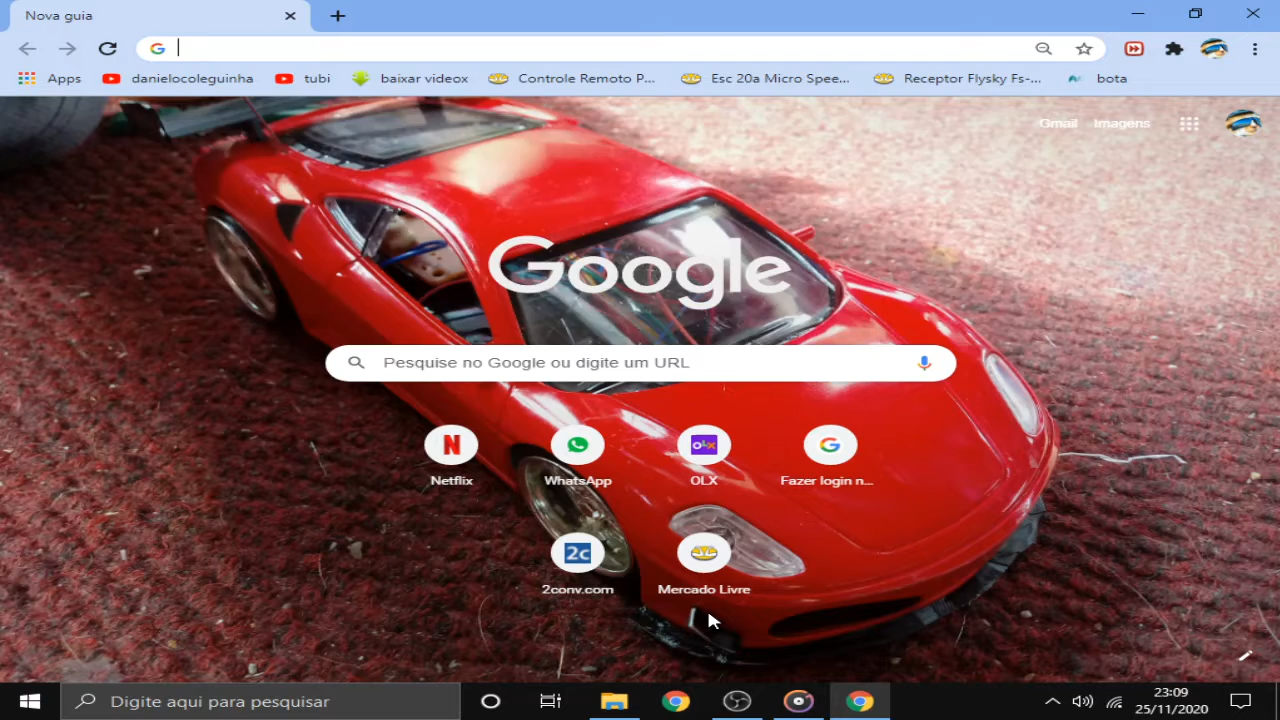 Nova guia
Apps
danielocoleguinha
tubi
baixar videox
Controle Remoto P...
Esc 20a Micro Spee...
Receptor Flysky Fs-...
bota
Gmail
Imagens
Google
Pesquise no Google ou digite um URL
N
WhatsApp
OLX
Netflix
OLX
Fazer login n...
2c
2conv.com
Mercado Livre
Digite aqui para pesquisar
23:09
25/11/2020